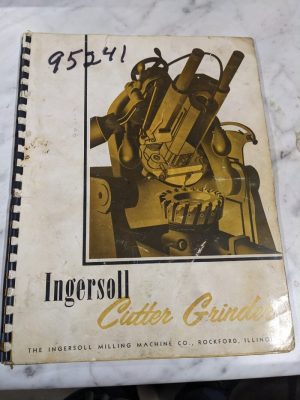 95241
Ingersoll
Cutter Grinder
THE INGERSOLL MILLING MACHINE CO., ROCKFORD, ILLINOIS